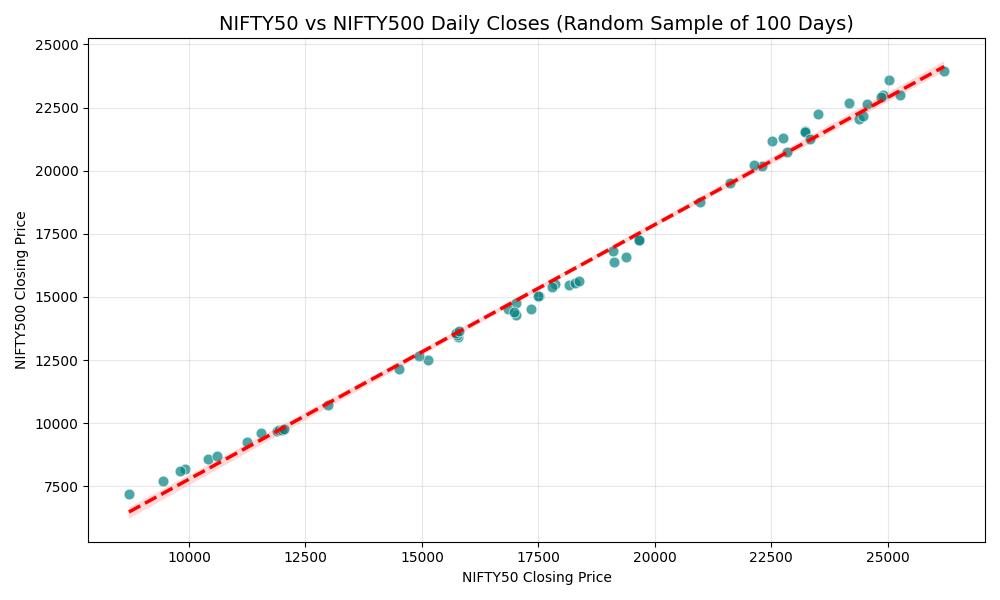 NIFTY50 vs NIFTY500 Daily Closes (Random Sample of 100 Days)
25000
22500
20000
17500
15000
12500
10000
7500
NIFTY500 Closing Price
10000 12500 15000 17500 20000 22500 25000
NIFTY50 Closing Price